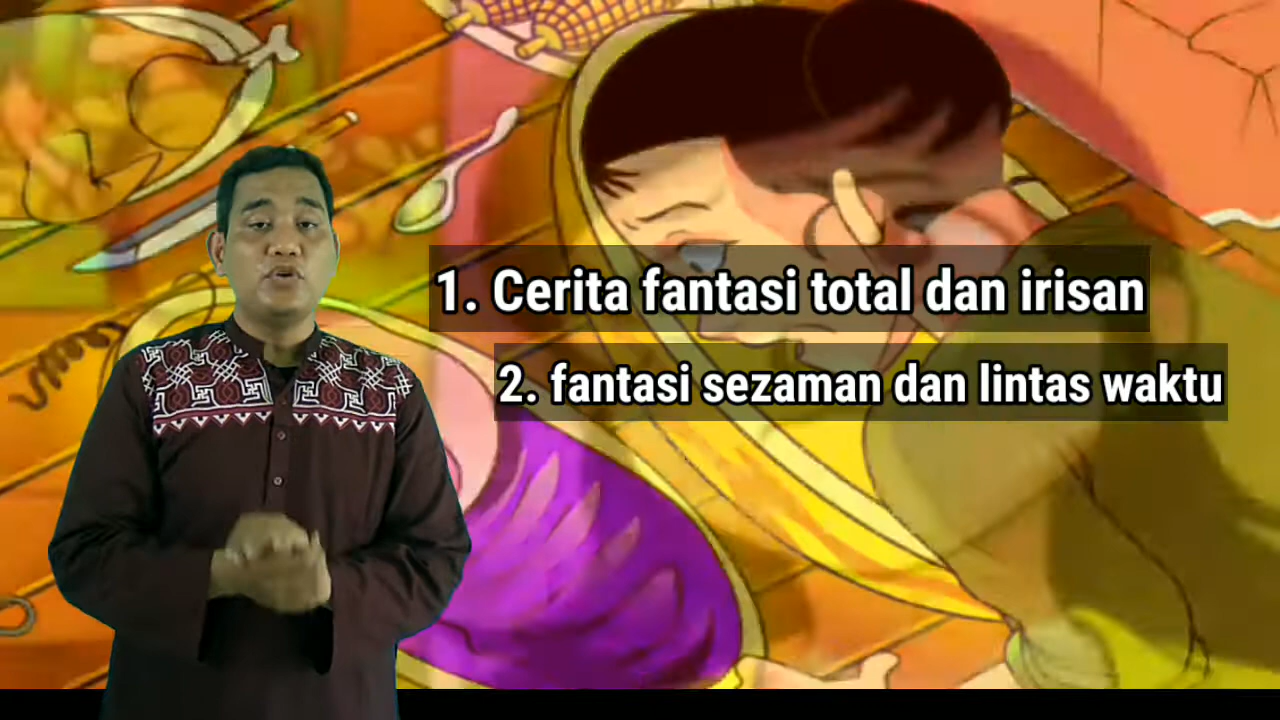 1. Cerita fantasi total dan irisan
2. fantasi sezaman dan lintas waktu